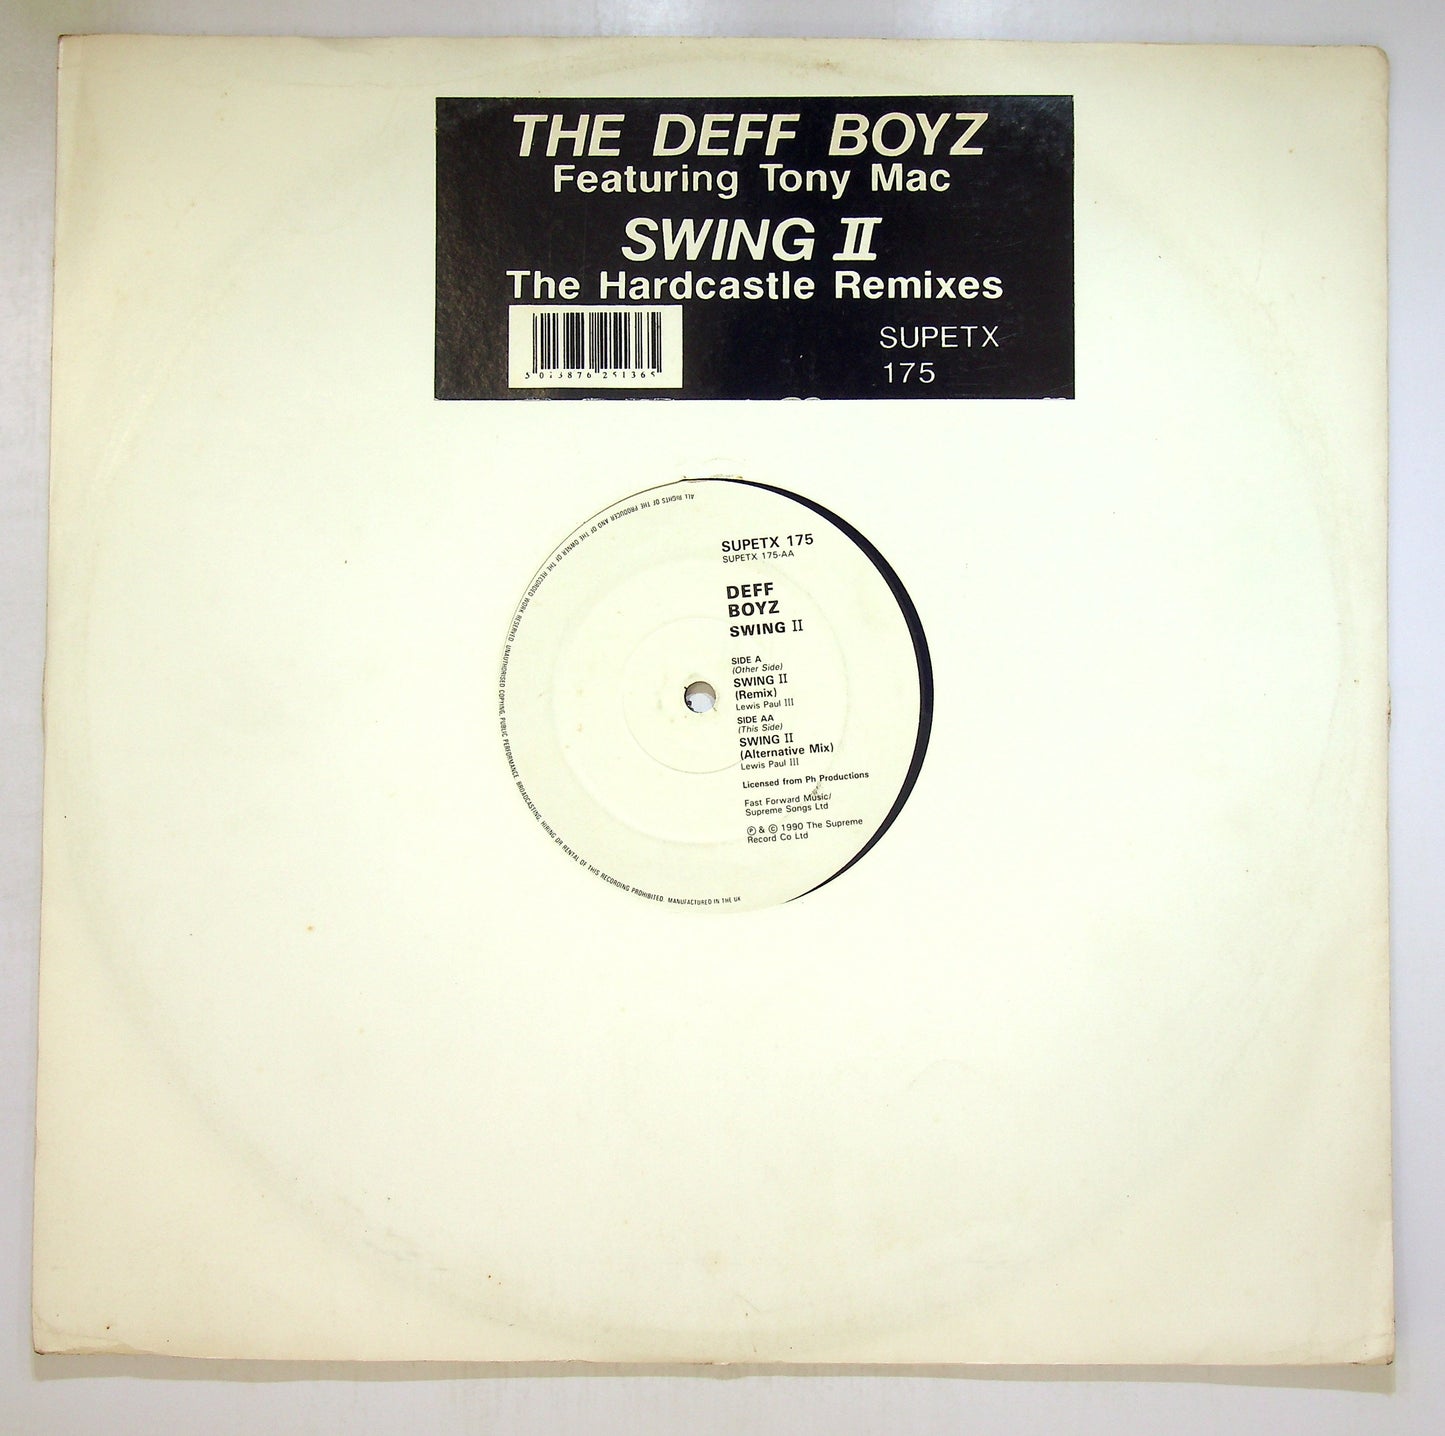 THE DEFF BOYZ
Featuring Tony Mac
SWING II
The Hardcastle Remixes
SUPETX
175
5 013876 251365
SUPETX 175
SUPETX 175-AA
DEFF
BOYZ
SWING II
SIDE A
(Other Side)
SWING II
(Remix)
Lewis Paul III
SIDE AA
(This Side)
SWING II
(Alternative Mix)
Lewis Paul III
Licensed from Ph Productions
Fast Forward Music/
Supreme Songs Ltd
Ⓟ & © 1990 The Supreme
Record Co Ltd
ALL RIGHTS OF THE PRODUCER AND OF THE OWNER OF THE RECORDED WORK RESERVED. UNAUTHORISED COPYING, PUBLIC PERFORMANCE, BROADCASTING, HIRING OR RENTAL OF THIS RECORDING PROHIBITED. MANUFACTURED IN THE UK